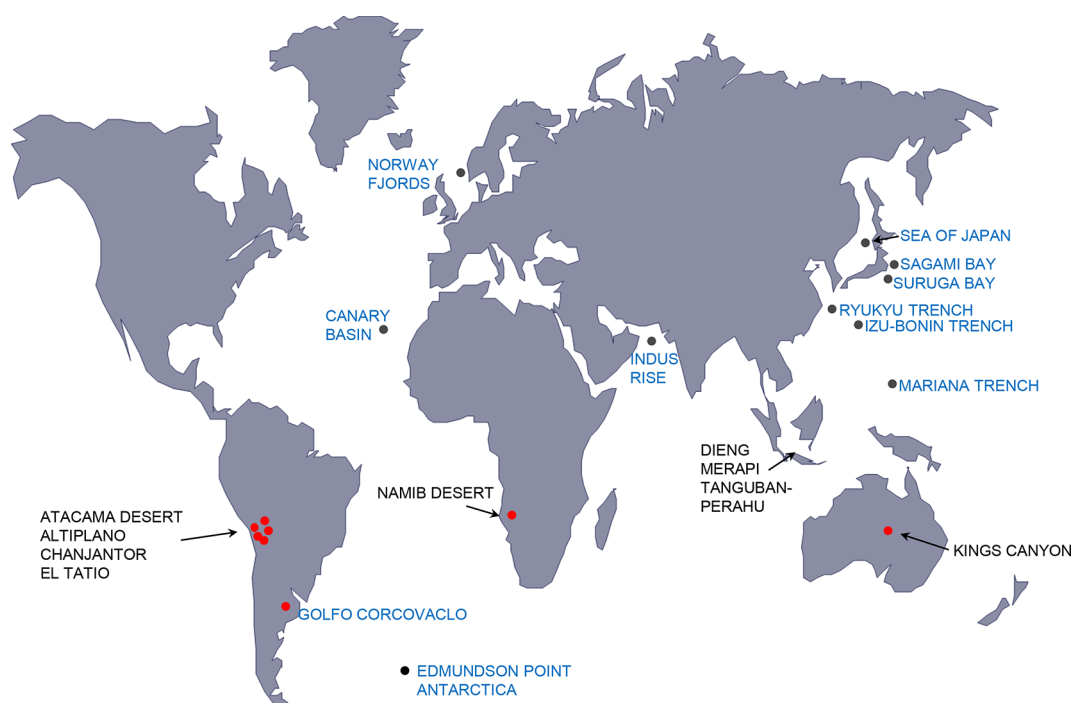 NORWAY
FJORDS
SEA OF JAPAN
SAGAMI BAY
SURUGA BAY
RYUKYU TRENCH
IZU-BONIN TRENCH
CANARY
BASIN
INDUS
RISE
MARIANA TRENCH
DIENG
MERAPI
TANGUBAN-
PERAHU
NAMIB DESERT
ATACAMA DESERT
ALTIPLANO
CHANJANTOR
EL TATIO
KINGS CANYON
GOLFO CORCOVACLO
EDMUNDSON POINT
ANTARCTICA